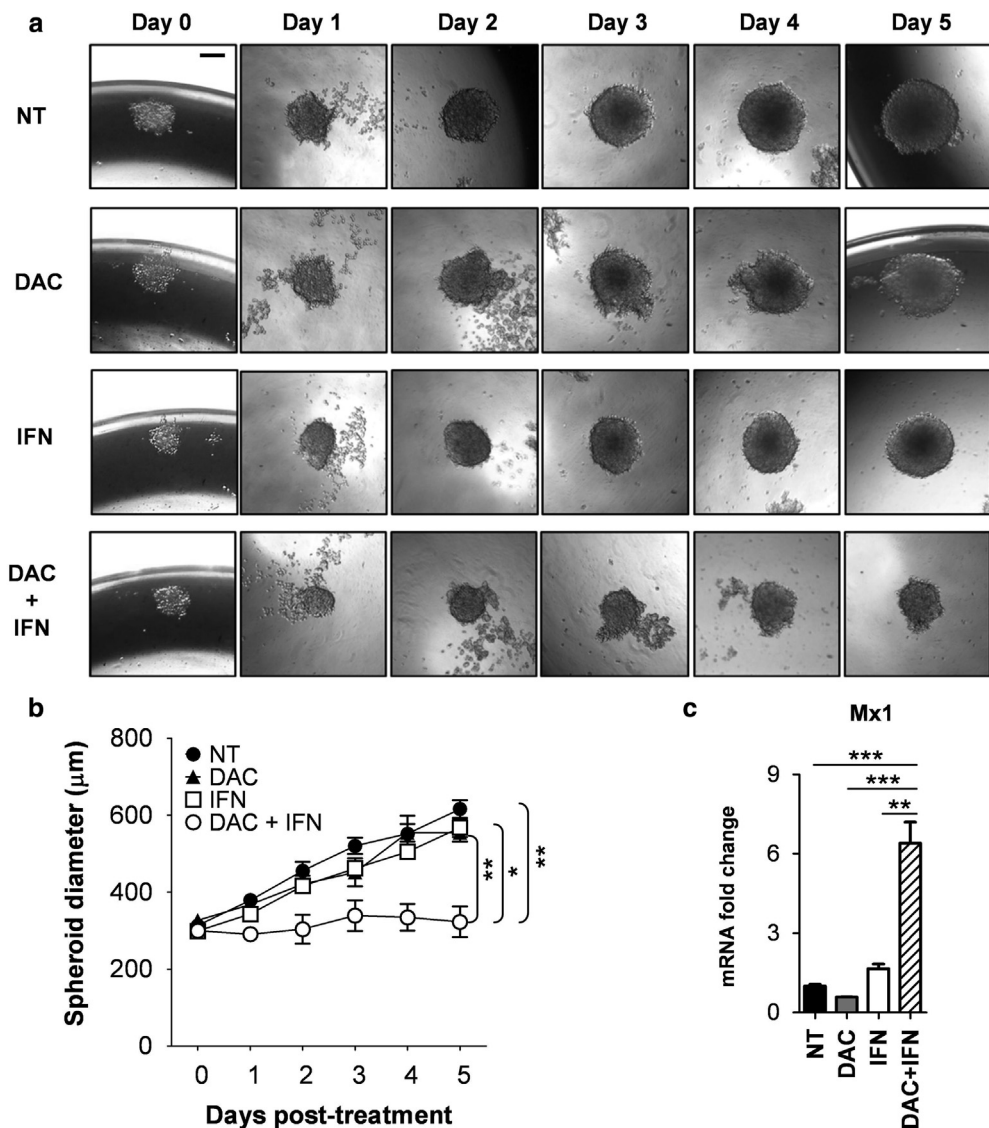 a
Day 0 Day 1 Day 2 Day 3 Day 4 Day 5
NT
DAC
IFN
DAC
+
IFN
b
Spheroid diameter (μm)
800
600
400
200
0
NT
DAC
IFN
DAC + IFN
**
*
**
0 1 2 3 4 5
Days post-treatment
c
Mx1
mRNA fold change
9
6
3
0
***
***
**
NT
DAC
IFN
DAC+IFN